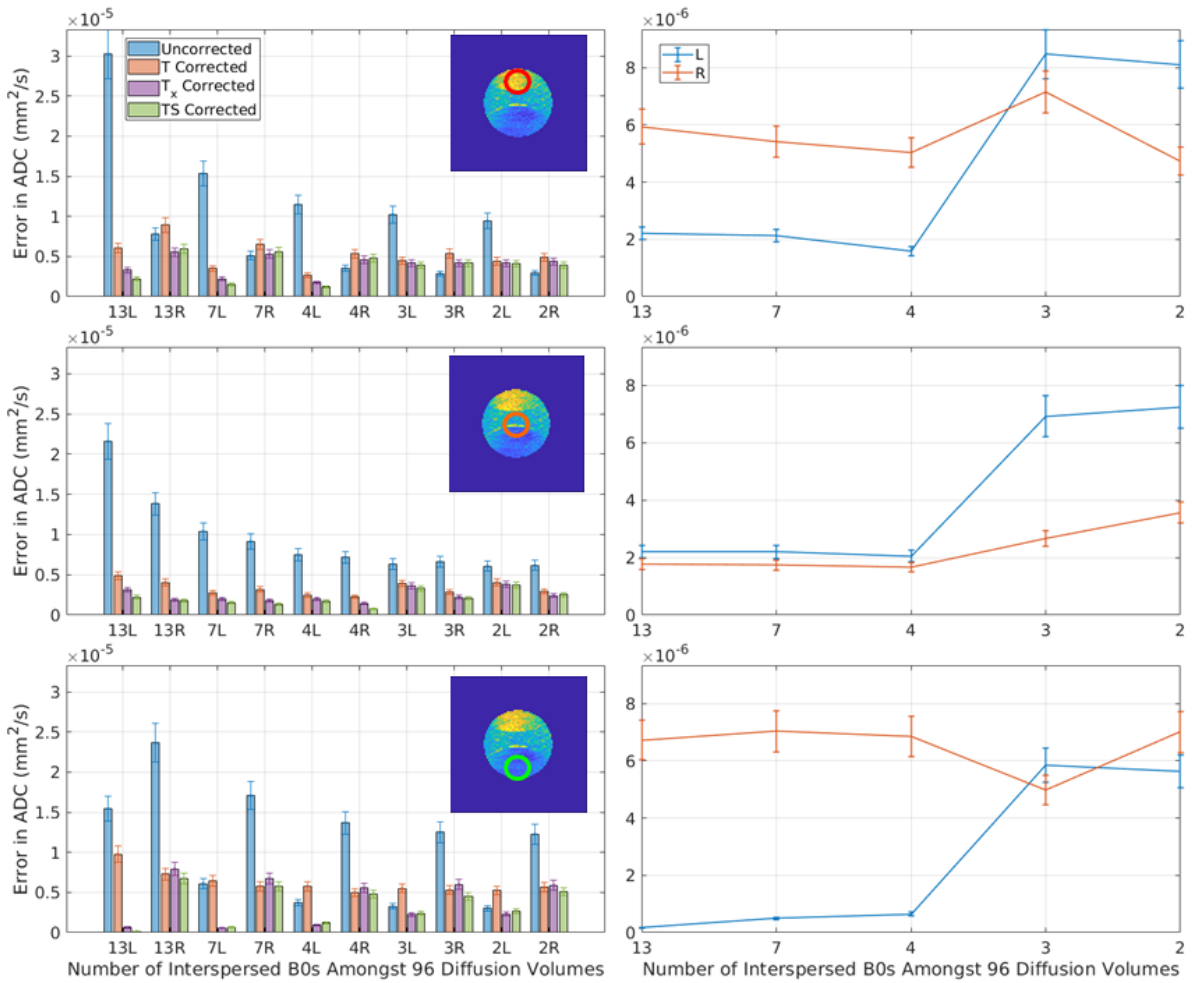 ×10-5
Error in ADC (mm2/s)
3
2.5
2
1.5
1
0.5
0
Uncorrected
T Corrected
Tx Corrected
TS Corrected
13L 13R 7L 7R 4L 4R 3L 3R 2L 2R
×10-6
8
6
4
2
0
L
R
13 7 4 3 2
×10-5
Error in ADC (mm2/s)
3
2.5
2
1.5
1
0.5
0
13L 13R 7L 7R 4L 4R 3L 3R 2L 2R
×10-6
8
6
4
2
0
13 7 4 3 2
×10-5
Error in ADC (mm2/s)
3
2.5
2
1.5
1
0.5
0
13L 13R 7L 7R 4L 4R 3L 3R 2L 2R
Number of Interspersed B0s Amongst 96 Diffusion Volumes
×10-6
8
6
4
2
0
13 7 4 3 2
Number of Interspersed B0s Amongst 96 Diffusion Volumes